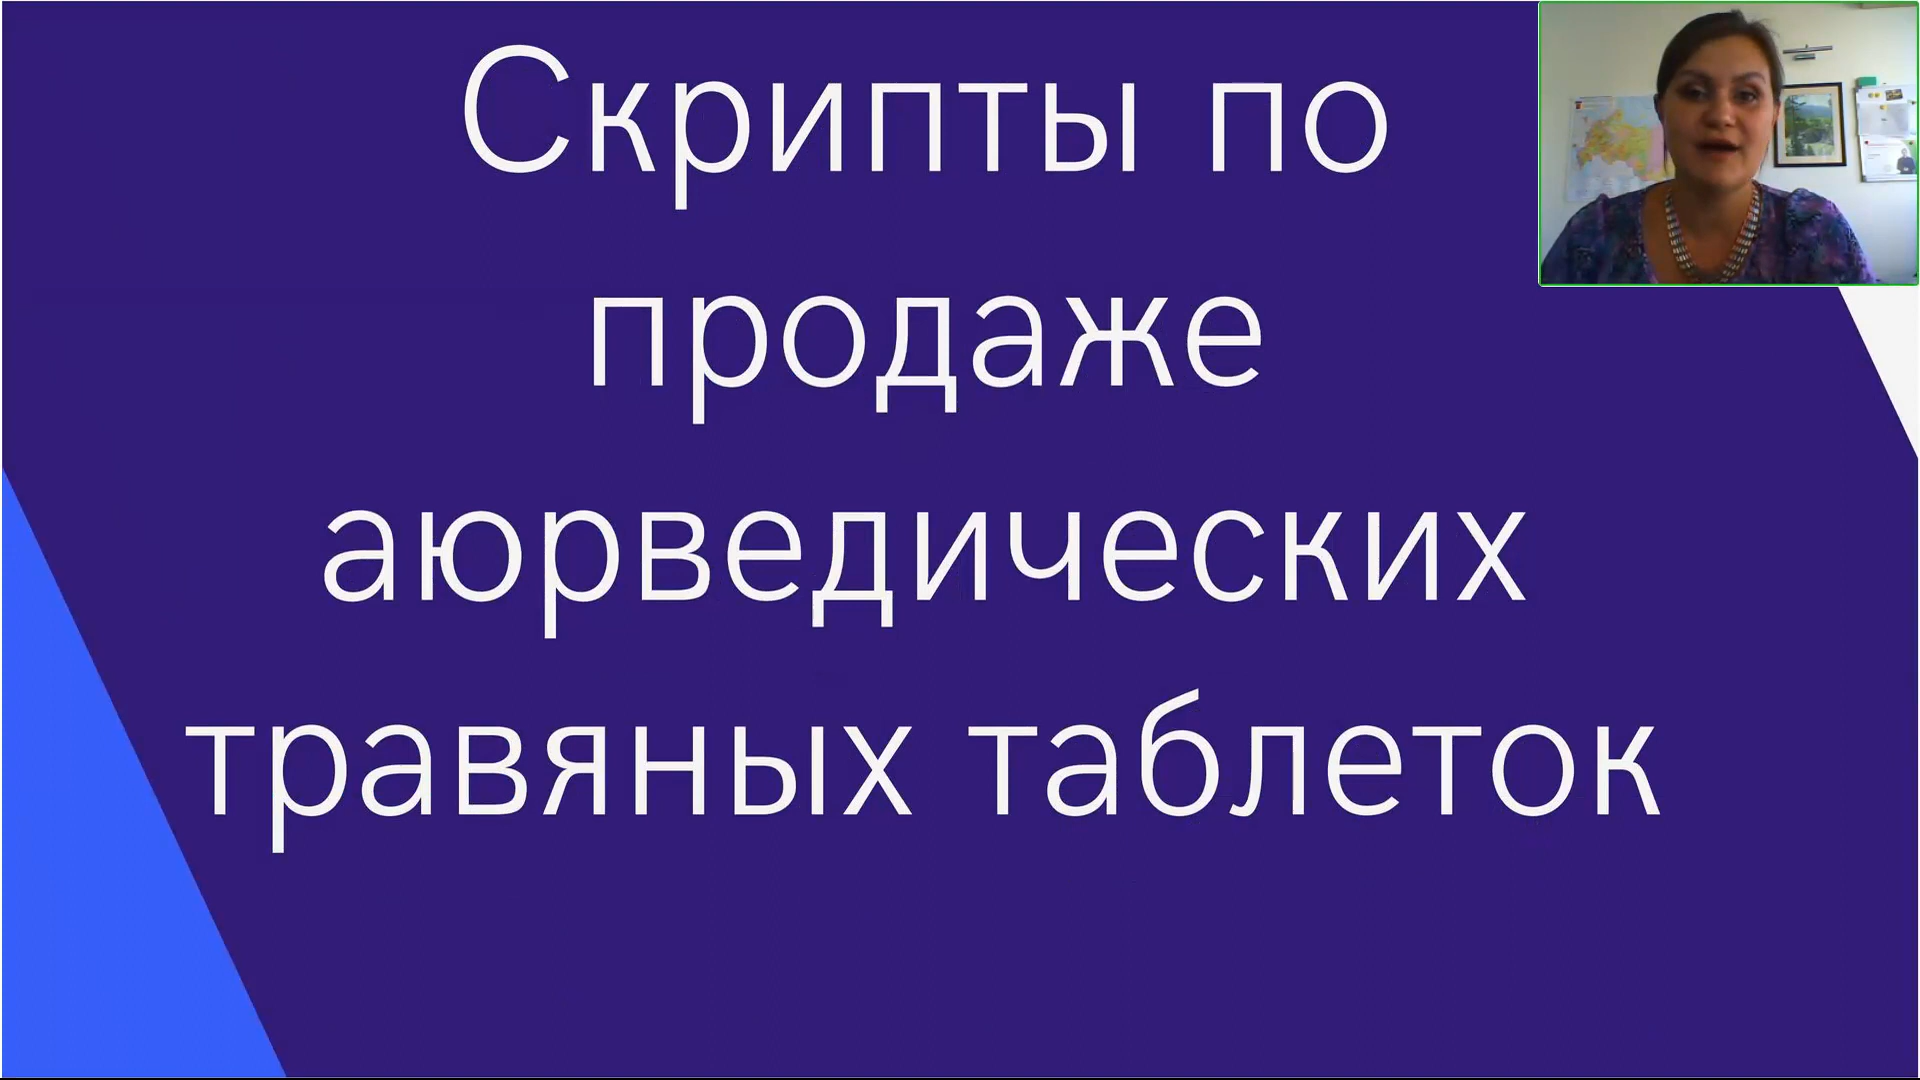 Скрипты по
продаже
аюрведических
травяных таблеток